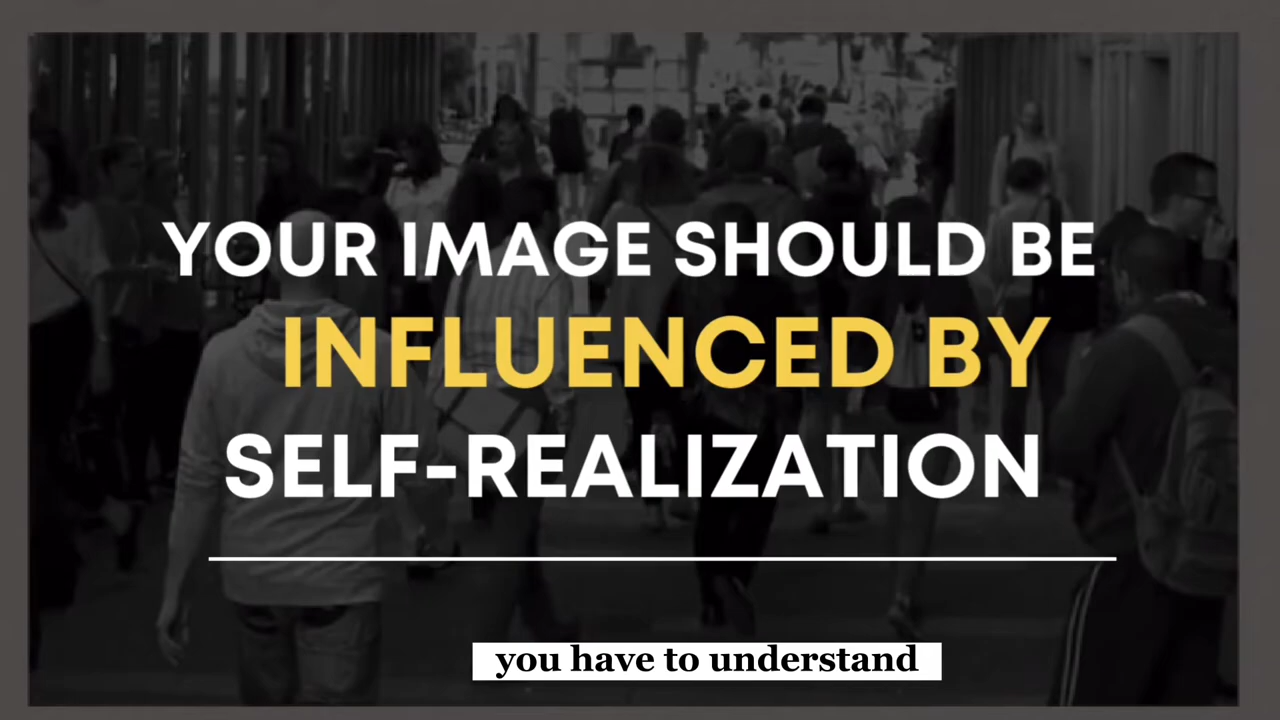 YOUR IMAGE SHOULD BE
INFLUENCED BY
SELF-REALIZATION
you have to understand